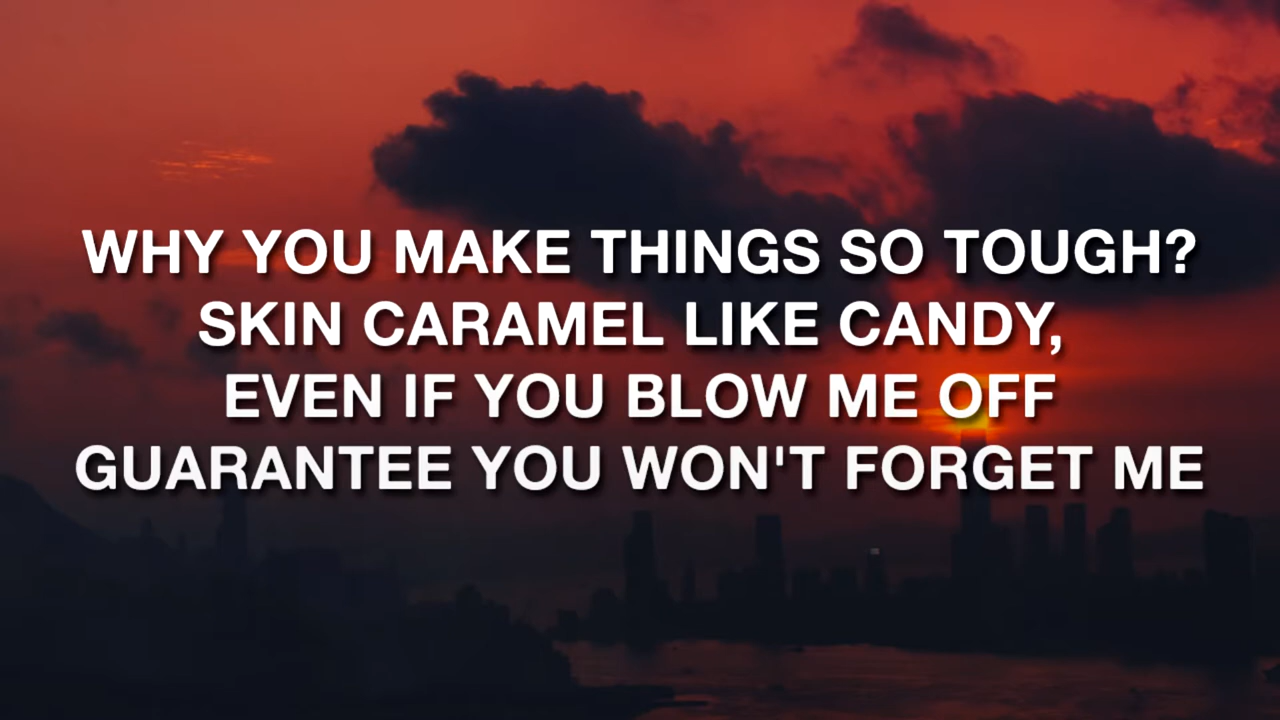 WHY YOU MAKE THINGS SO TOUGH?
SKIN CARAMEL LIKE CANDY,
EVEN IF YOU BLOW ME OFF
GUARANTEE YOU WON'T FORGET ME